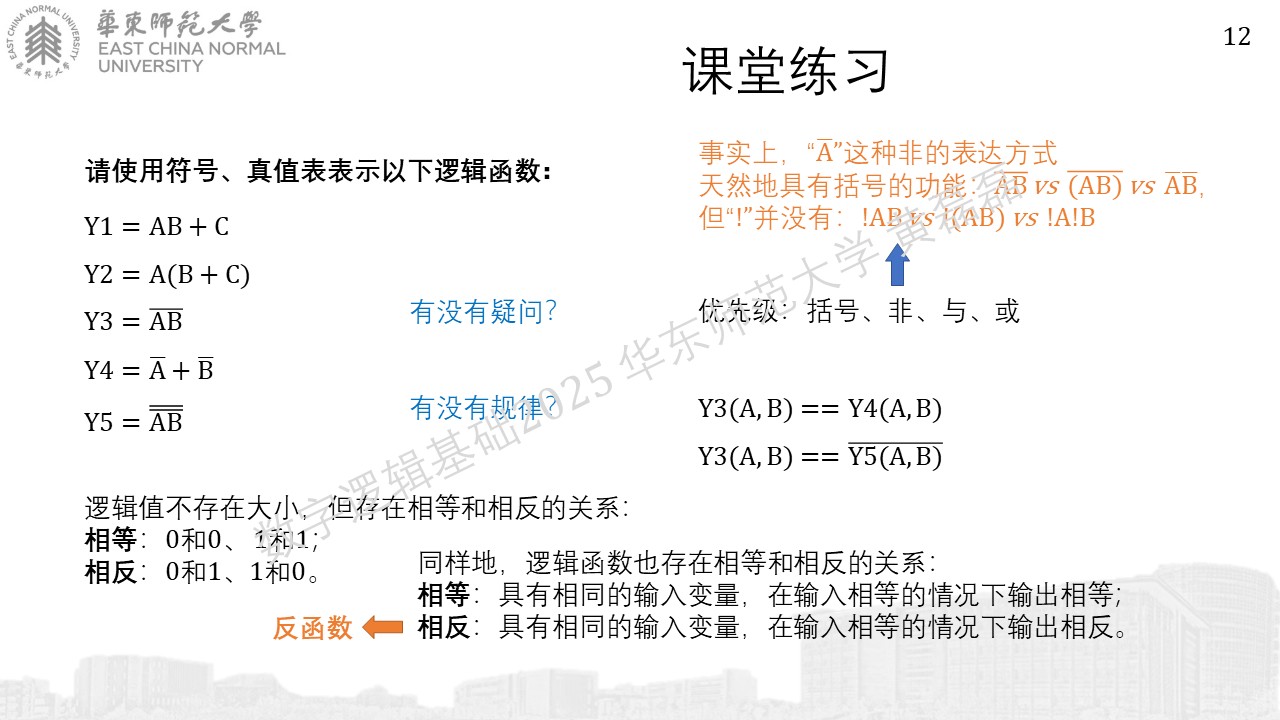 華東師範大學
EAST CHINA NORMAL
UNIVERSITY
EAST CHINA NORMAL UNIVERSITY
華東师范大学
12
课堂练习
请使用符号、真值表表示以下逻辑函数：
Y1 = AB + C
Y2 = A(B + C)
Y3 = \overline{AB}
Y4 = \overline{A} + \overline{B}
Y5 = \overline{\overline{AB}}
有没有疑问？
有没有规律？
事实上，“\overline{A}”这种非的表达方式
天然地具有括号的功能：\overline{AB} vs \overline{(AB)} vs \overline{A}\overline{B}，
但“!”并没有：!AB vs !(AB) vs !A!B
优先级：括号、非、与、或
Y3(A, B) == Y4(A, B)
Y3(A, B) == \overline{Y5(A, B)}
逻辑值不存在大小，但存在相等和相反的关系：
相等：0和0、1和1；
相反：0和1、1和0。
同样地，逻辑函数也存在相等和相反的关系：
相等：具有相同的输入变量，在输入相等的情况下输出相等；
相反：具有相同的输入变量，在输入相等的情况下输出相反。
反函数
数字逻辑基础2025 华东师范大学 黄磊磊